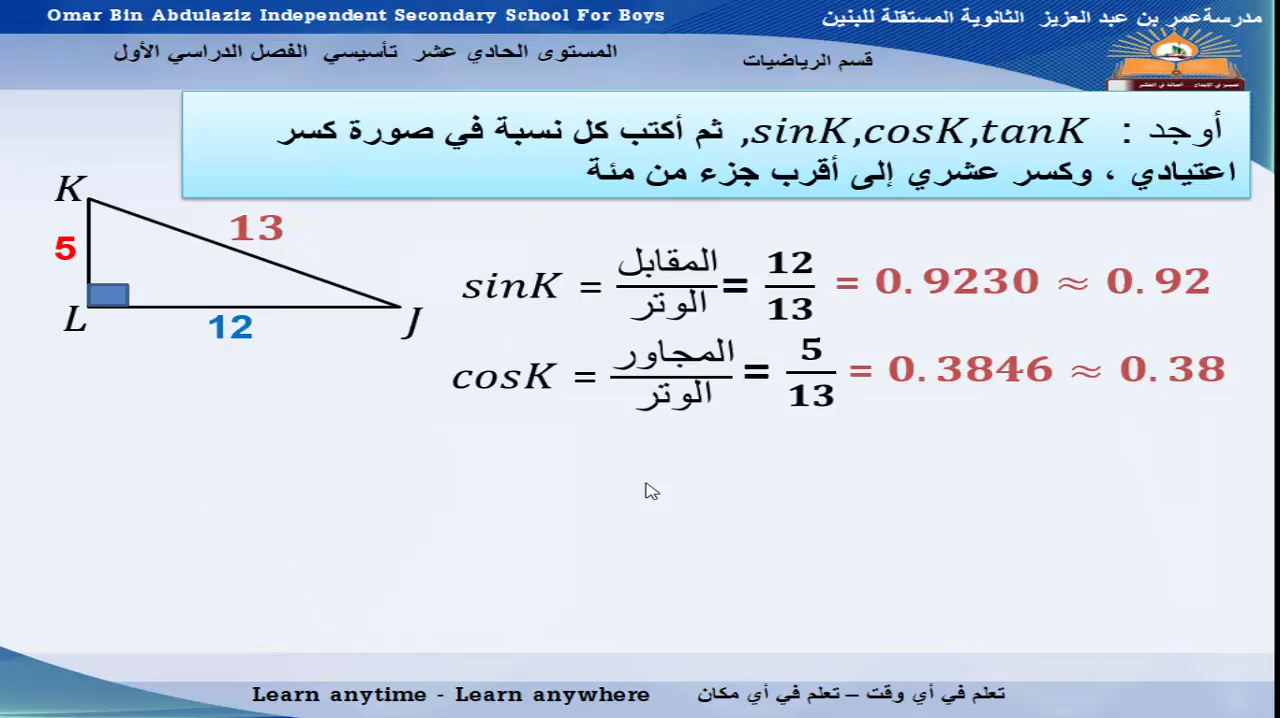 Omar Bin Abdulaziz Independent Secondary School For Boys
مدرسةعمر بن عبد العزيز الثانوية المستقلة للبنين
المستوى الحادي عشر تأسيسي الفصل الدراسي الأول
قسم الرياضيات
أوجد : sinK,cosK,tanK, ثم أكتب كل نسبة في صورة كسر
اعتيادي ، وكسر عشري إلى أقرب جزء من مئة
K
13
5
L
12
J
sinK = المقابل/الوتر = 12/13 = 0.9230 ≈ 0.92
cosK = المجاور/الوتر = 5/13 = 0.3846 ≈ 0.38
Learn anytime - Learn anywhere
تعلم في أي وقت – تعلم في أي مكان